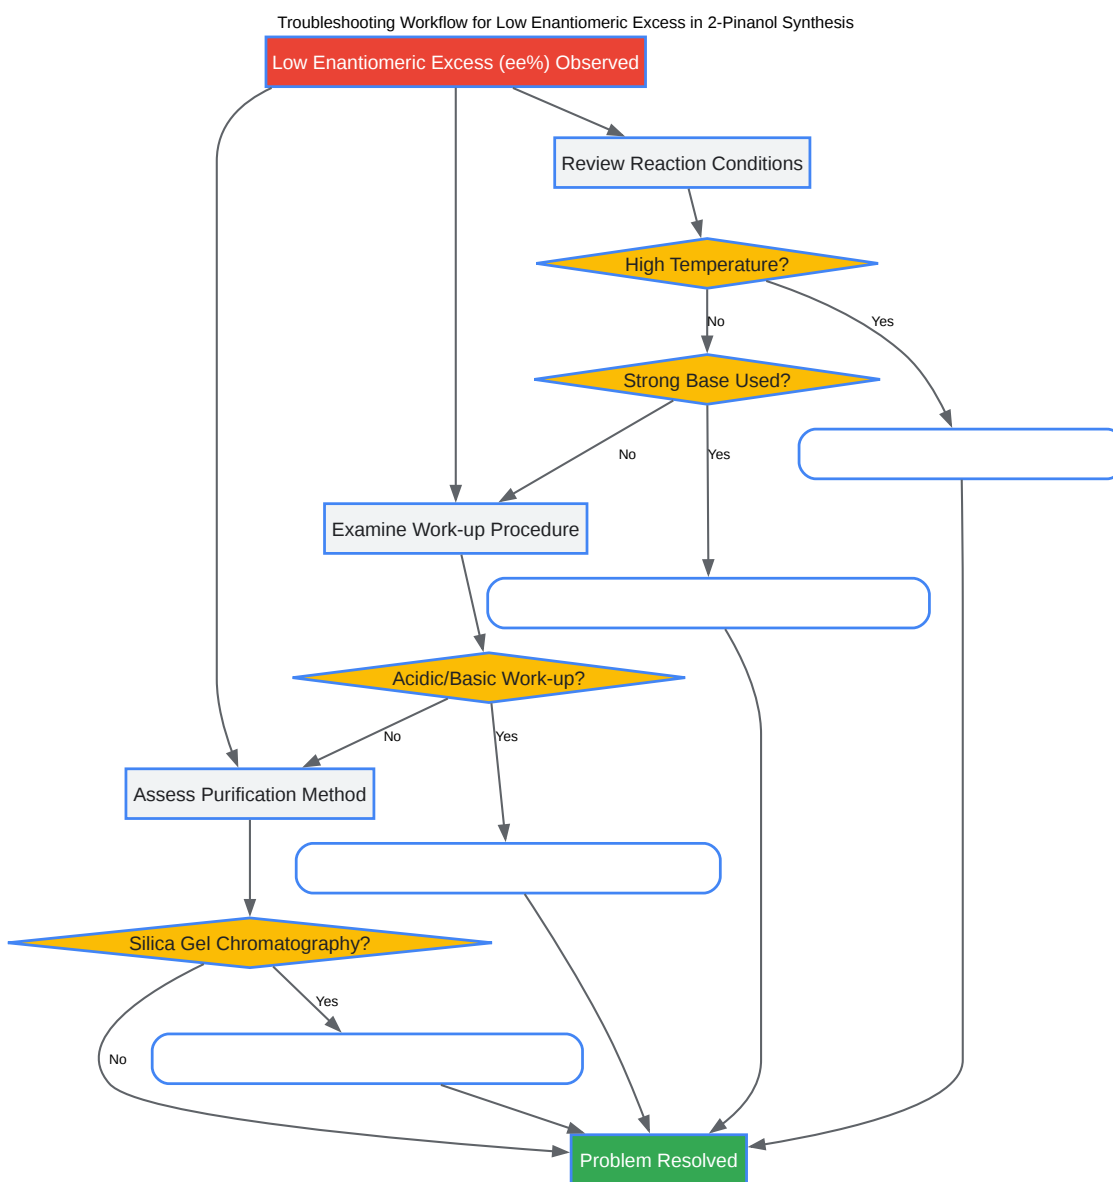 Troubleshooting Workflow for Low Enantiomeric Excess in 2-Pinanol Synthesis
Low Enantiomeric Excess (ee%) Observed
Review Reaction Conditions
High Temperature?
No
Yes
Strong Base Used?
No
Yes
Examine Work-up Procedure
Acidic/Basic Work-up?
No
Yes
Assess Purification Method
Silica Gel Chromatography?
Yes
No
Problem Resolved